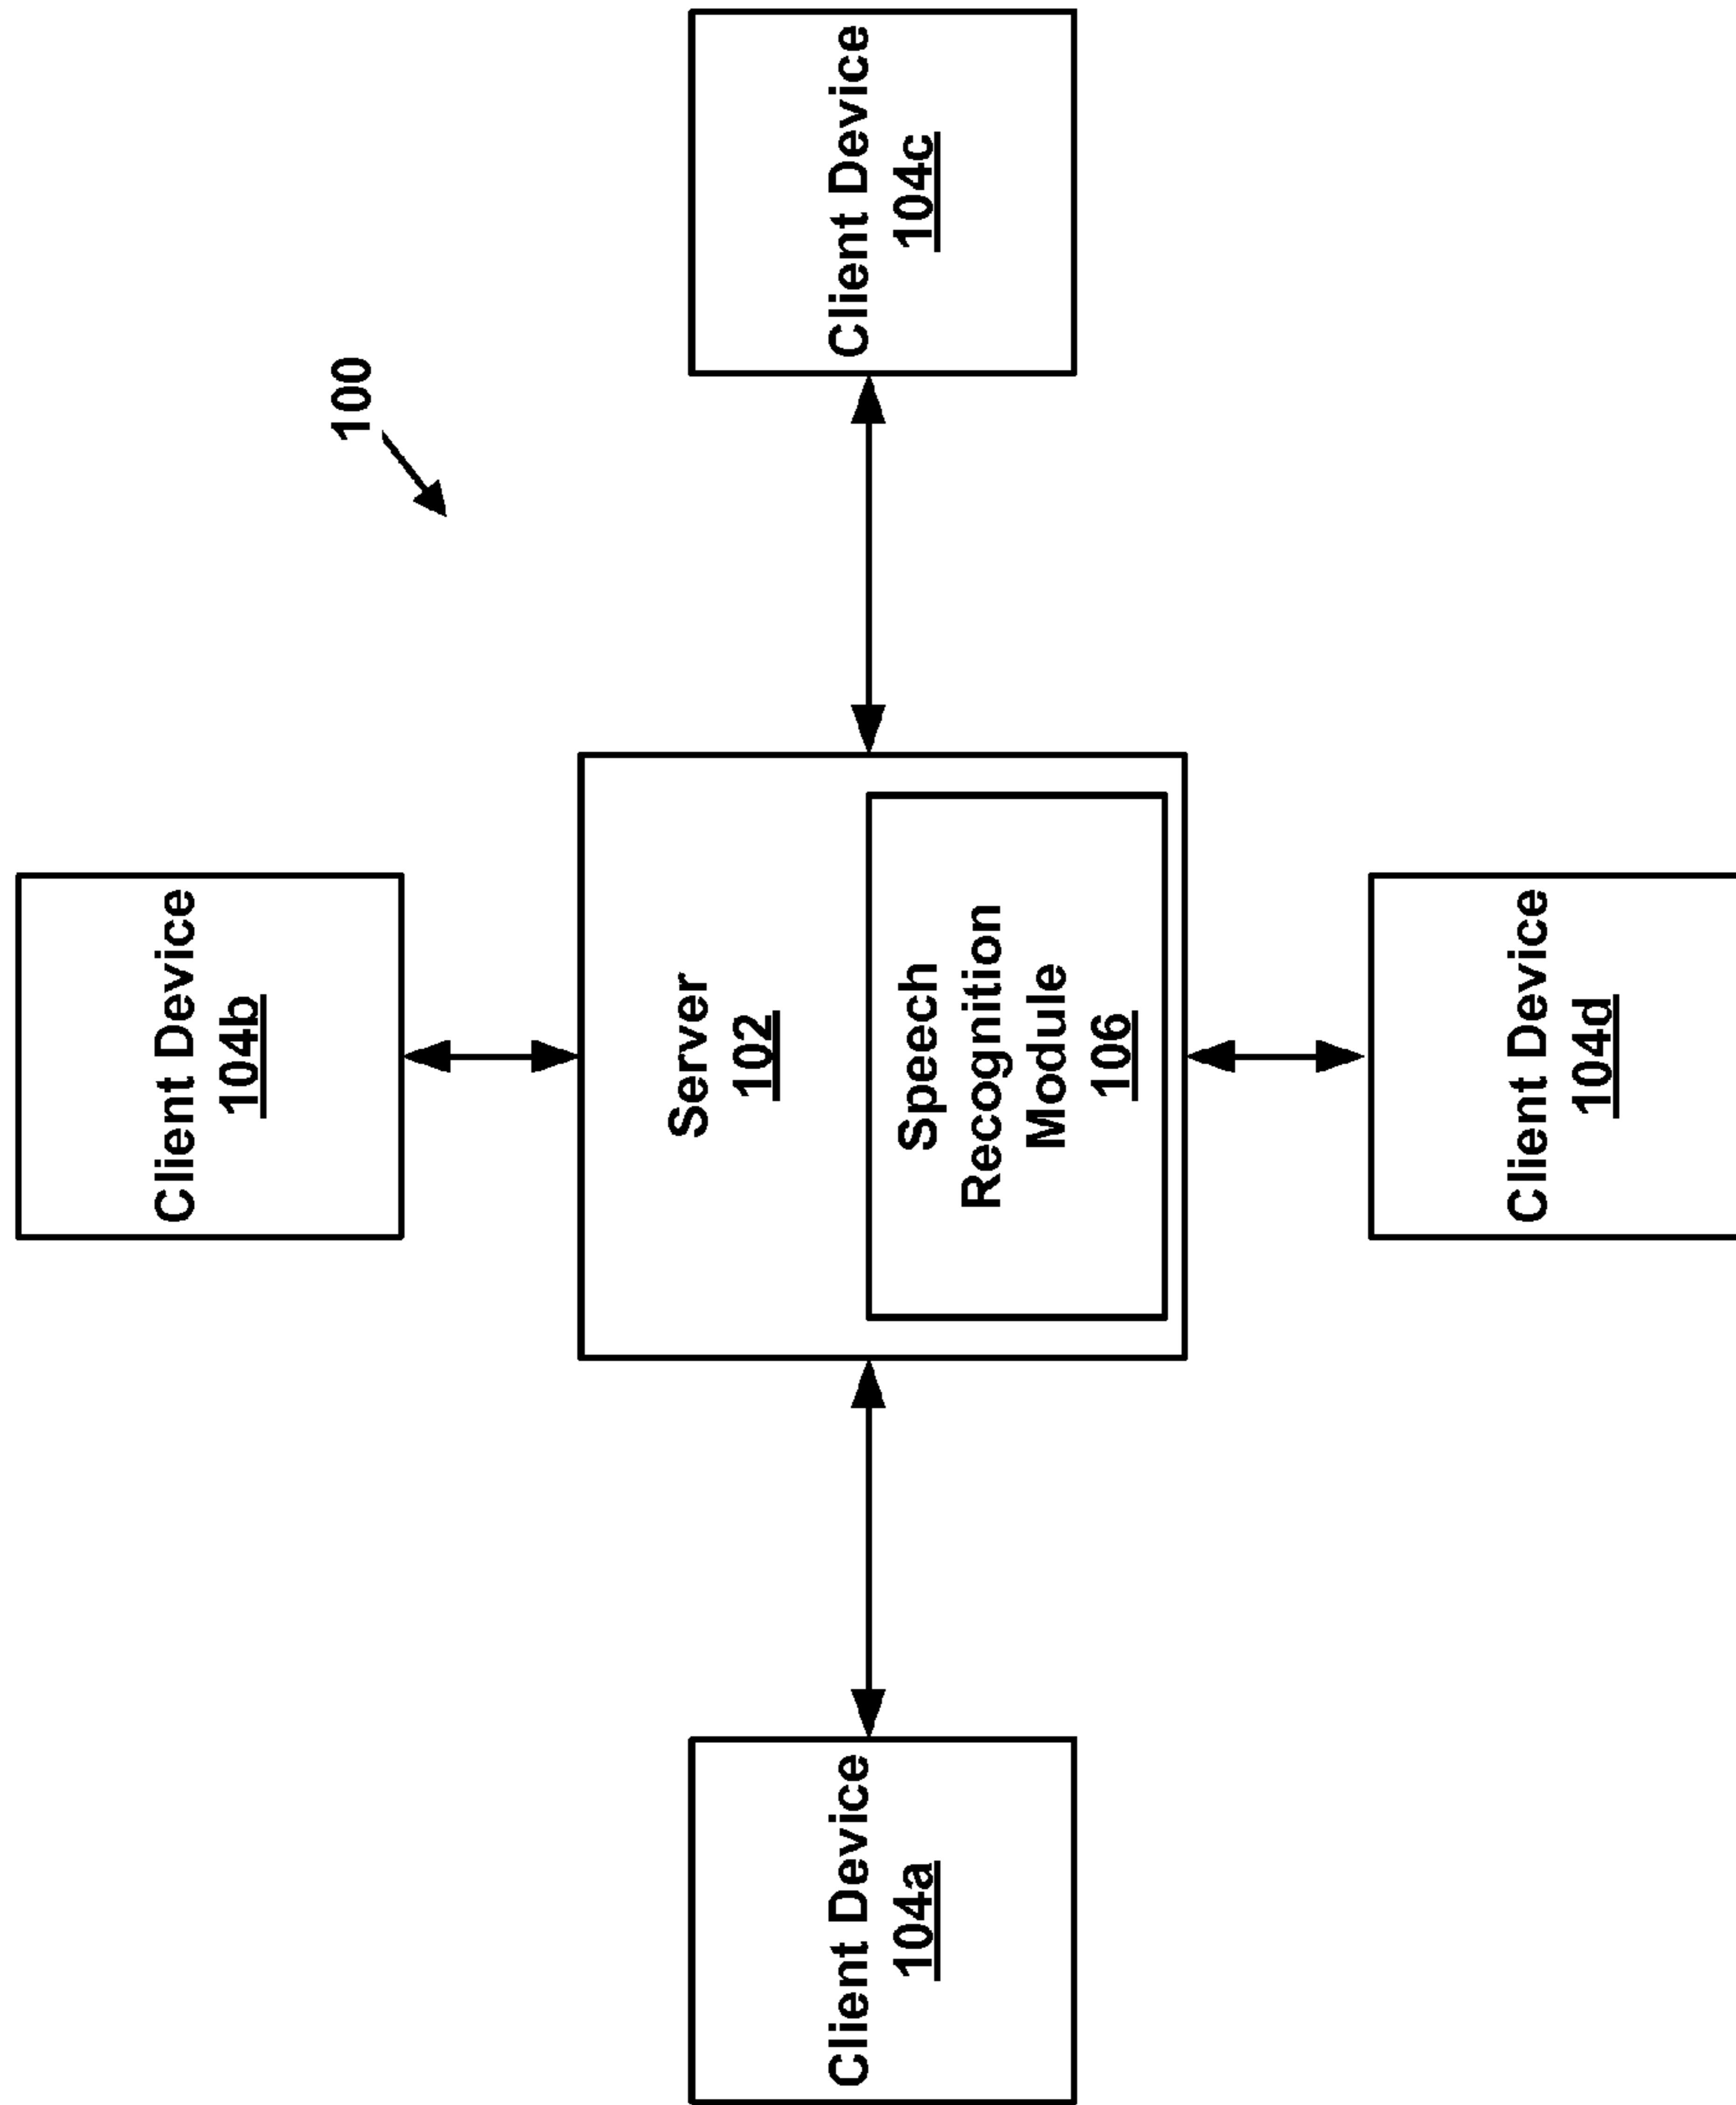 Client Device
104b
100
Client Device
104a
Server
102
Speech
Recognition
Module
106
Client Device
104c
Client Device
104d